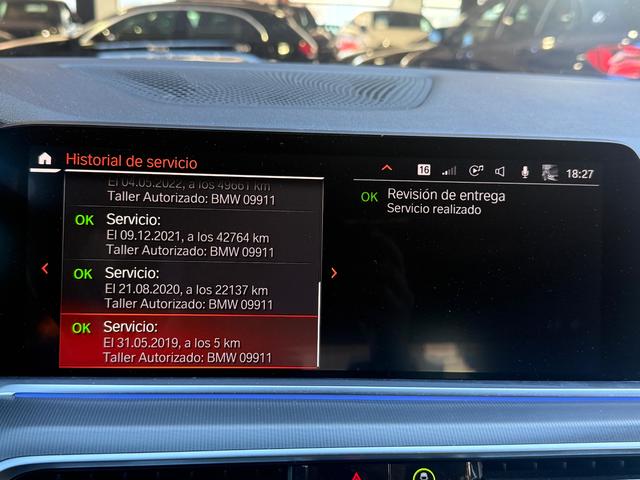 Historial de servicio
16
18:27
El 04.05.2022, a los 49661 km
Taller Autorizado: BMW 09911
OK Servicio:
El 09.12.2021, a los 42764 km
Taller Autorizado: BMW 09911
OK Servicio:
El 21.08.2020, a los 22137 km
Taller Autorizado: BMW 09911
OK Servicio:
El 31.05.2019, a los 5 km
Taller Autorizado: BMW 09911
OK Revisión de entrega
Servicio realizado